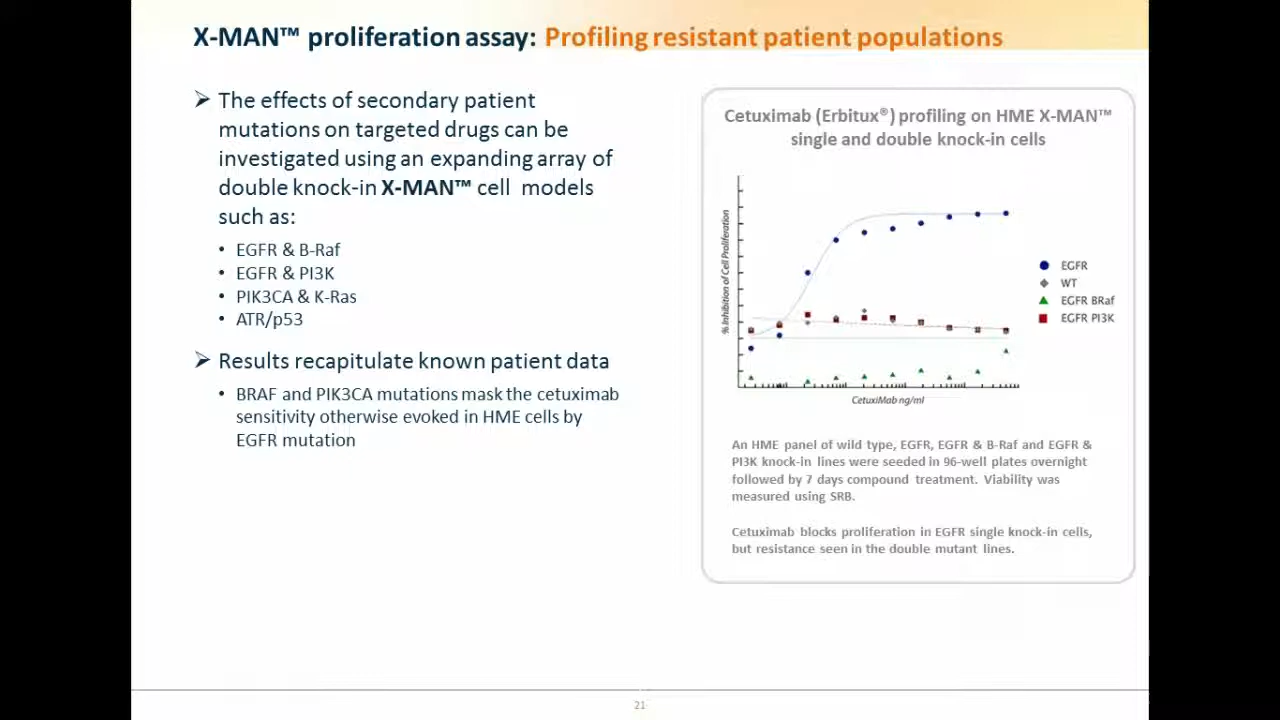 X-MAN™ proliferation assay: Profiling resistant patient populations
➢ The effects of secondary patient
mutations on targeted drugs can be
investigated using an expanding array of
double knock-in X-MAN™ cell models
such as:
• EGFR & B-Raf
• EGFR & PI3K
• PIK3CA & K-Ras
• ATR/p53
➢ Results recapitulate known patient data
• BRAF and PIK3CA mutations mask the cetuximab
sensitivity otherwise evoked in HME cells by
EGFR mutation
Cetuximab (Erbitux®) profiling on HME X-MAN™
single and double knock-in cells
% Inhibition of Cell Proliferation
EGFR
WT
EGFR BRaf
EGFR PI3K
CetuxiMab ng/ml
An HME panel of wild type, EGFR, EGFR & B-Raf and EGFR &
PI3K knock-in lines were seeded in 96-well plates overnight
followed by 7 days compound treatment. Viability was
measured using SRB.
Cetuximab blocks proliferation in EGFR single knock-in cells,
but resistance seen in the double mutant lines.
21